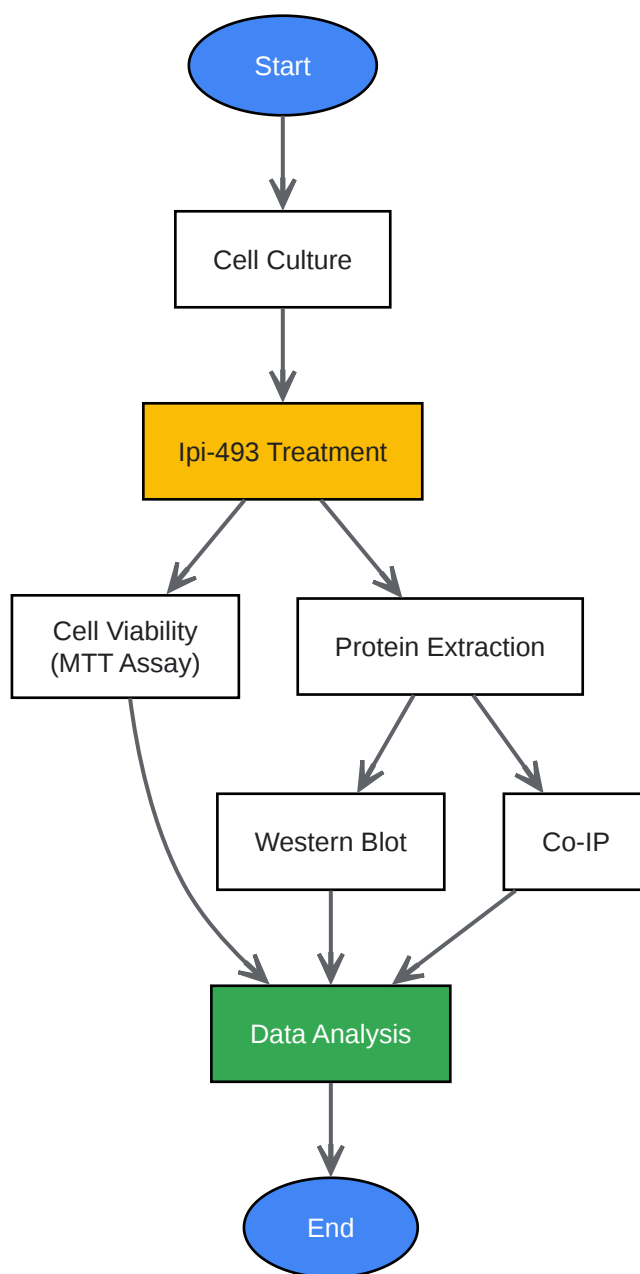 Start
Cell Culture
Ipi-493 Treatment
Cell Viability
(MTT Assay)
Protein Extraction
Western Blot
Co-IP
Data Analysis
End